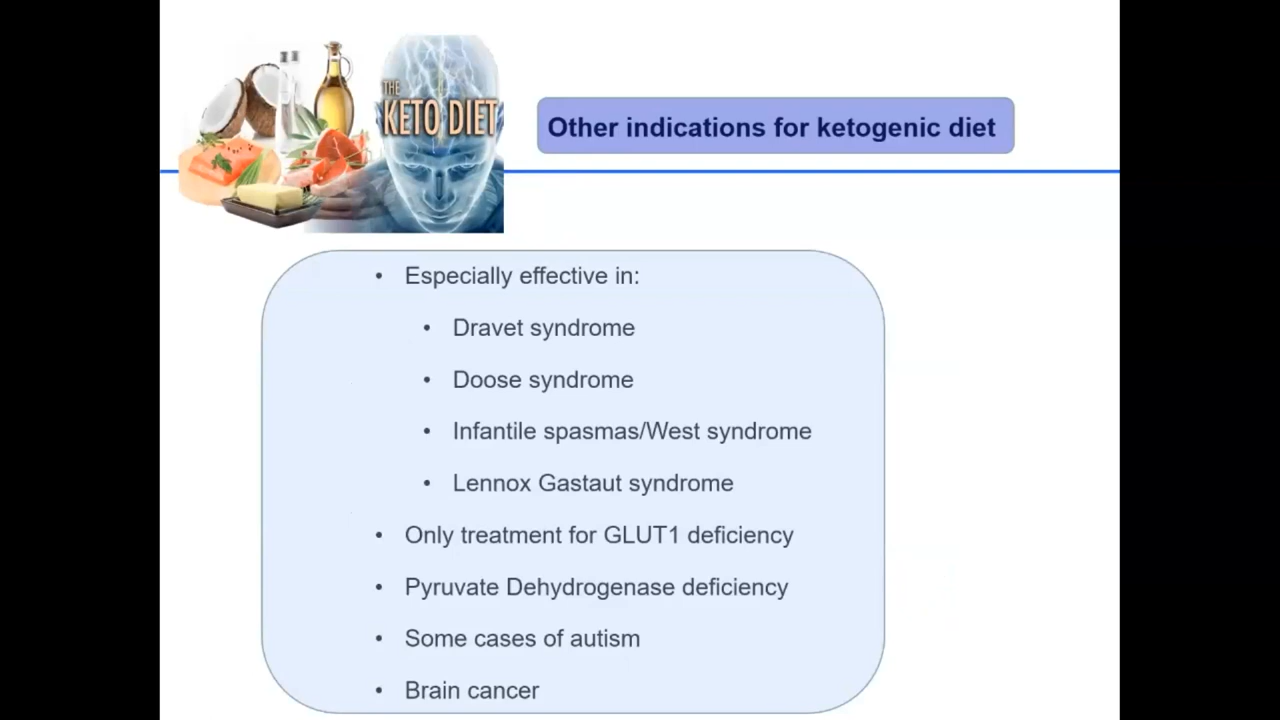 THE
KETO DIET
Other indications for ketogenic diet
• Especially effective in:
• Dravet syndrome
• Doose syndrome
• Infantile spasmas/West syndrome
• Lennox Gastaut syndrome
• Only treatment for GLUT1 deficiency
• Pyruvate Dehydrogenase deficiency
• Some cases of autism
• Brain cancer